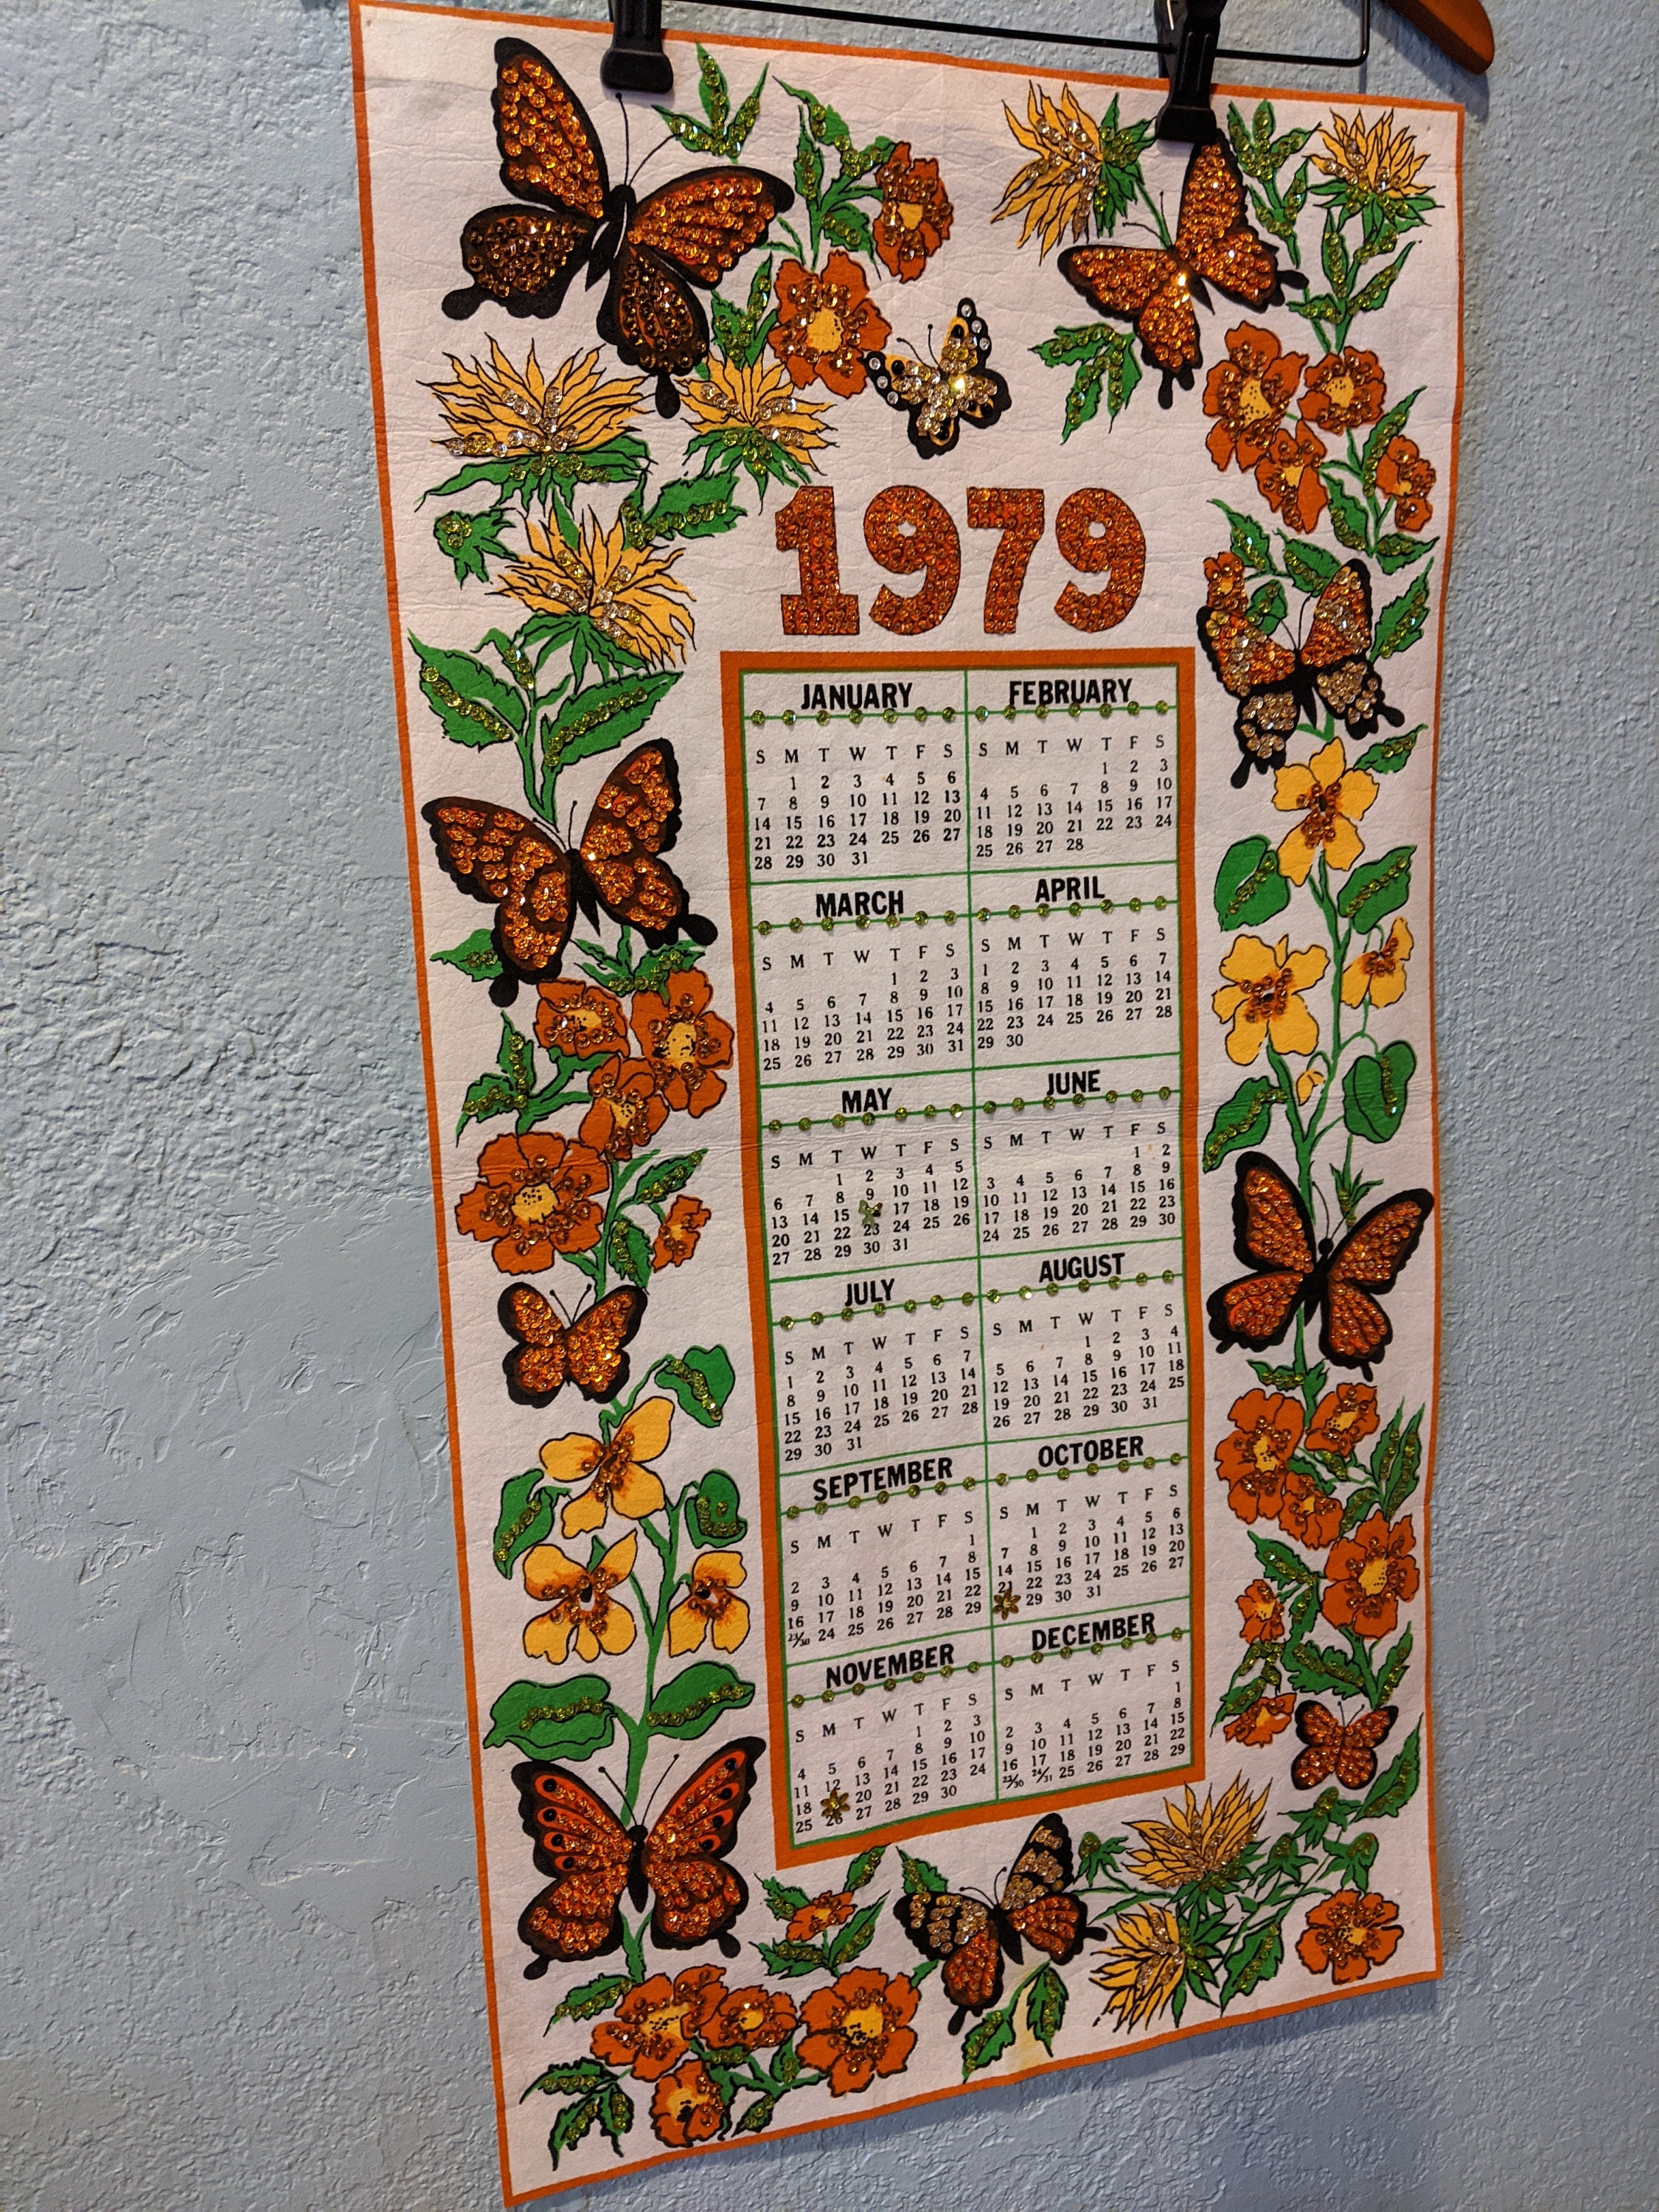 1979
JANUARY
S M T W T F S
1 2 3 4 5 6
7 8 9 10 11 12 13
14 15 16 17 18 19 20
21 22 23 24 25 26 27
28 29 30 31
FEBRUARY
S M T W T F S
1 2 3
4 5 6 7 8 9 10
11 12 13 14 15 16 17
18 19 20 21 22 23 24
25 26 27 28
MARCH
S M T W T F S
1 2 3
4 5 6 7 8 9 10
11 12 13 14 15 16 17
18 19 20 21 22 23 24
25 26 27 28 29 30 31
APRIL
S M T W T F S
1 2 3 4 5 6 7
8 9 10 11 12 13 14
15 16 17 18 19 20 21
22 23 24 25 26 27 28
29 30
MAY
S M T W T F S
1 2 3 4 5
6 7 8 9 10 11 12
13 14 15 17 18 19
20 21 22 23 24 25 26
27 28 29 30 31
JUNE
S M T W T F S
1 2
3 4 5 6 7 8 9
10 11 12 13 14 15 16
17 18 19 20 21 22 23
24 25 26 27 28 29 30
JULY
S M T W T F S
1 2 3 4 5 6 7
8 9 10 11 12 13 14
15 16 17 18 19 20 21
22 23 24 25 26 27 28
29 30 31
AUGUST
S M T W T F S
1 2 3 4
5 6 7 8 9 10 11
12 13 14 15 16 17 18
19 20 21 22 23 24 25
26 27 28 29 30 31
SEPTEMBER
S M T W T F S
1
2 3 4 5 6 7 8
9 10 11 12 13 14 15
16 17 18 19 20 21 22
23/30 24 25 26 27 28 29
OCTOBER
S M T W T F S
1 2 3 4 5 6
7 8 9 10 11 12 13
14 15 16 17 18 19 20
21 22 23 24 25 26 27
29 30 31
NOVEMBER
S M T W T F S
1 2 3
4 5 6 7 8 9 10
11 12 13 14 15 16 17
18 20 21 22 23 24
25 26 27 28 29 30
DECEMBER
S M T W T F S
1
2 3 4 5 6 7 8
9 10 11 12 13 14 15
16 17 18 19 20 21 22
23/30 24/31 25 26 27 28 29